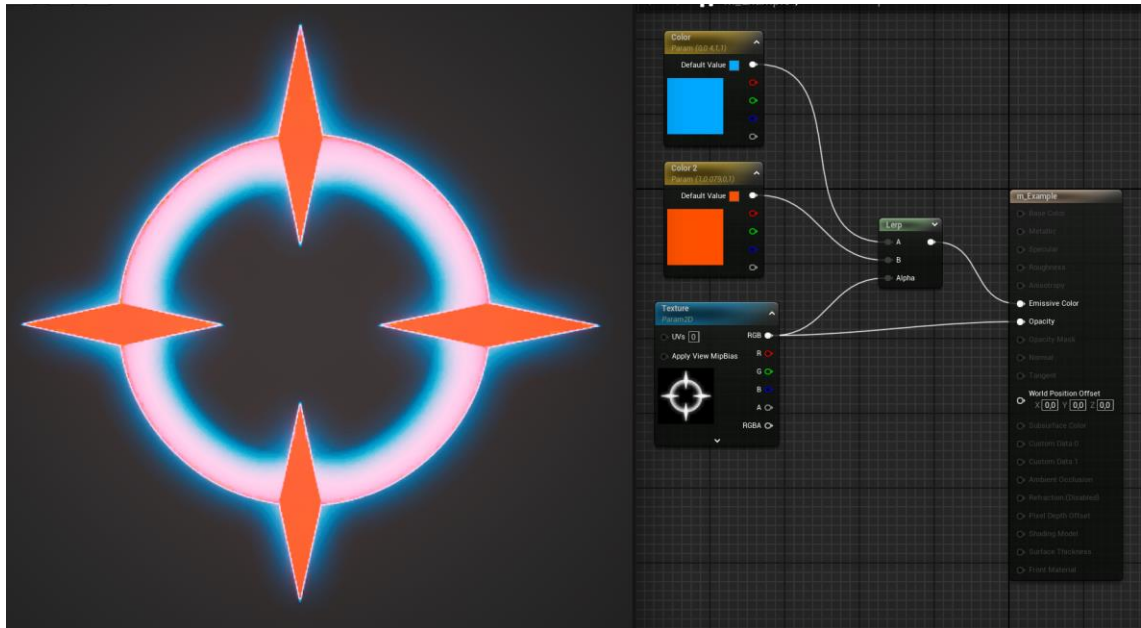 Color
Param (0,0.4,1,1)
Default Value
Color 2
Param (1,0.079,0,1)
Default Value
Lerp
A
B
Alpha
Texture
Param2D
UVs 0
RGB
Apply View MipBias
R
G
B
A
RGBA
m_Example
Base Color
Metallic
Specular
Roughness
Anisotropy
Emissive Color
Opacity
Opacity Mask
Normal
Tangent
World Position Offset
X 0,0 Y 0,0 Z 0,0
Subsurface Color
Custom Data 0
Custom Data 1
Ambient Occlusion
Refraction (Disabled)
Pixel Depth Offset
Shading Model
Surface Thickness
Front Material